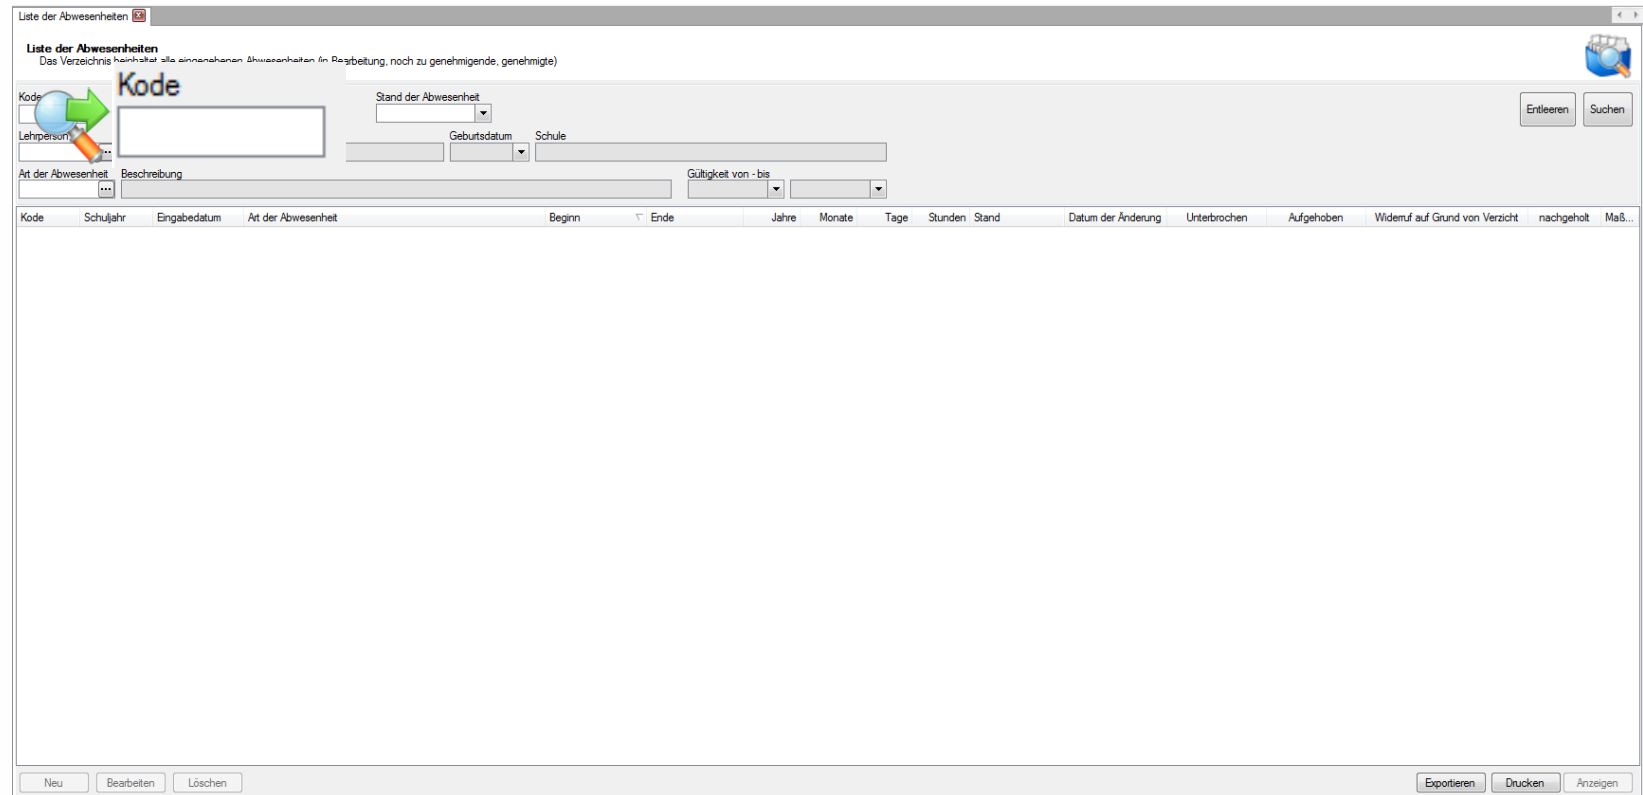 Liste der Abwesenheiten
Liste der Abwesenheiten
Das Verzeichnis beinhaltet alle eingegebenen Abwesenheiten (in Bearbeitung, noch zu genehmigende, genehmigte)
Kode Kode Stand der Abwesenheit Entleeren Suchen
Lehrperson Geburtsdatum Schule
Art der Abwesenheit Beschreibung Gültigkeit von - bis
Kode Schuljahr Eingabedatum Art der Abwesenheit Beginn Ende Jahre Monate Tage Stunden Stand Datum der Änderung Unterbrochen Aufgehoben Widerruf auf Grund von Verzicht nachgeholt Maß...
Neu Bearbeiten Löschen Exportieren Drucken Anzeigen